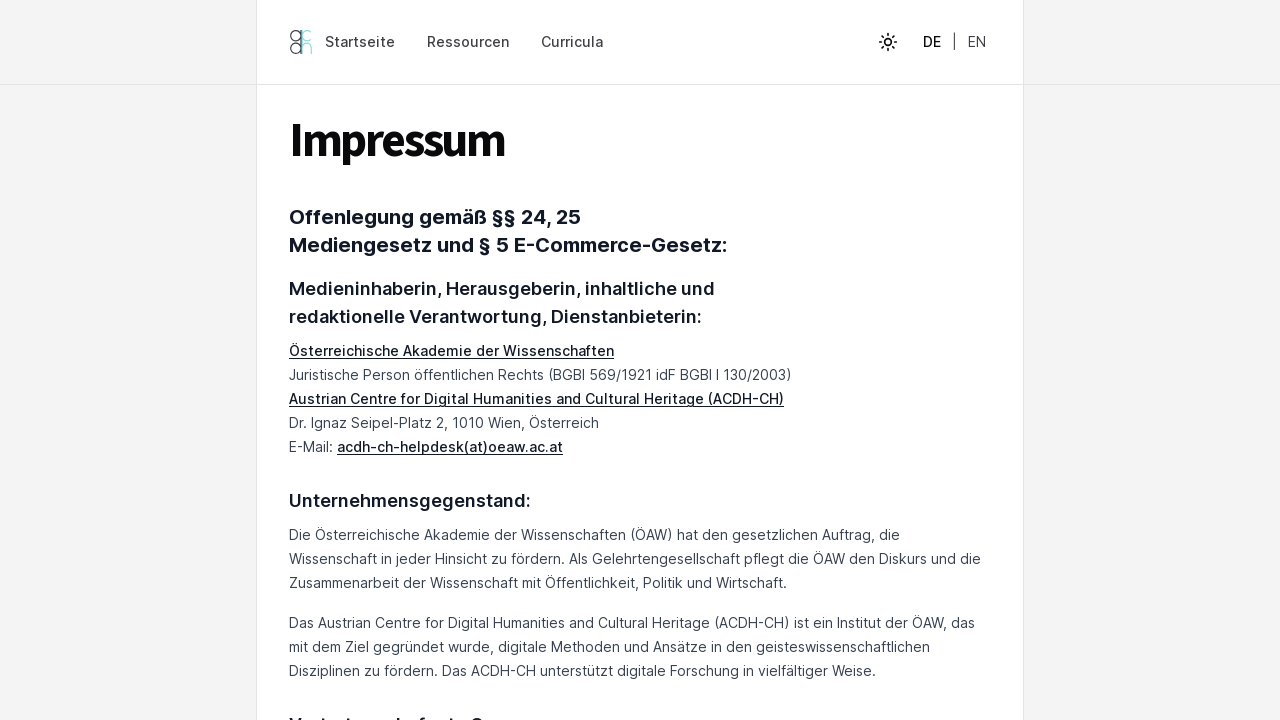 Startseite Ressourcen Curricula DE | EN
Impressum
Offenlegung gemäß §§ 24, 25
Mediengesetz und § 5 E-Commerce-Gesetz:
Medieninhaberin, Herausgeberin, inhaltliche und
redaktionelle Verantwortung, Dienstanbieterin:
Österreichische Akademie der Wissenschaften
Juristische Person öffentlichen Rechts (BGBI 569/1921 idF BGBI I 130/2003)
Austrian Centre for Digital Humanities and Cultural Heritage (ACDH-CH)
Dr. Ignaz Seipel-Platz 2, 1010 Wien, Österreich
E-Mail: acdh-ch-helpdesk(at)oeaw.ac.at
Unternehmensgegenstand:
Die Österreichische Akademie der Wissenschaften (ÖAW) hat den gesetzlichen Auftrag, die
Wissenschaft in jeder Hinsicht zu fördern. Als Gelehrtengesellschaft pflegt die ÖAW den Diskurs und die
Zusammenarbeit der Wissenschaft mit Öffentlichkeit, Politik und Wirtschaft.
Das Austrian Centre for Digital Humanities and Cultural Heritage (ACDH-CH) ist ein Institut der ÖAW, das
mit dem Ziel gegründet wurde, digitale Methoden und Ansätze in den geisteswissenschaftlichen
Disziplinen zu fördern. Das ACDH-CH unterstützt digitale Forschung in vielfältiger Weise.